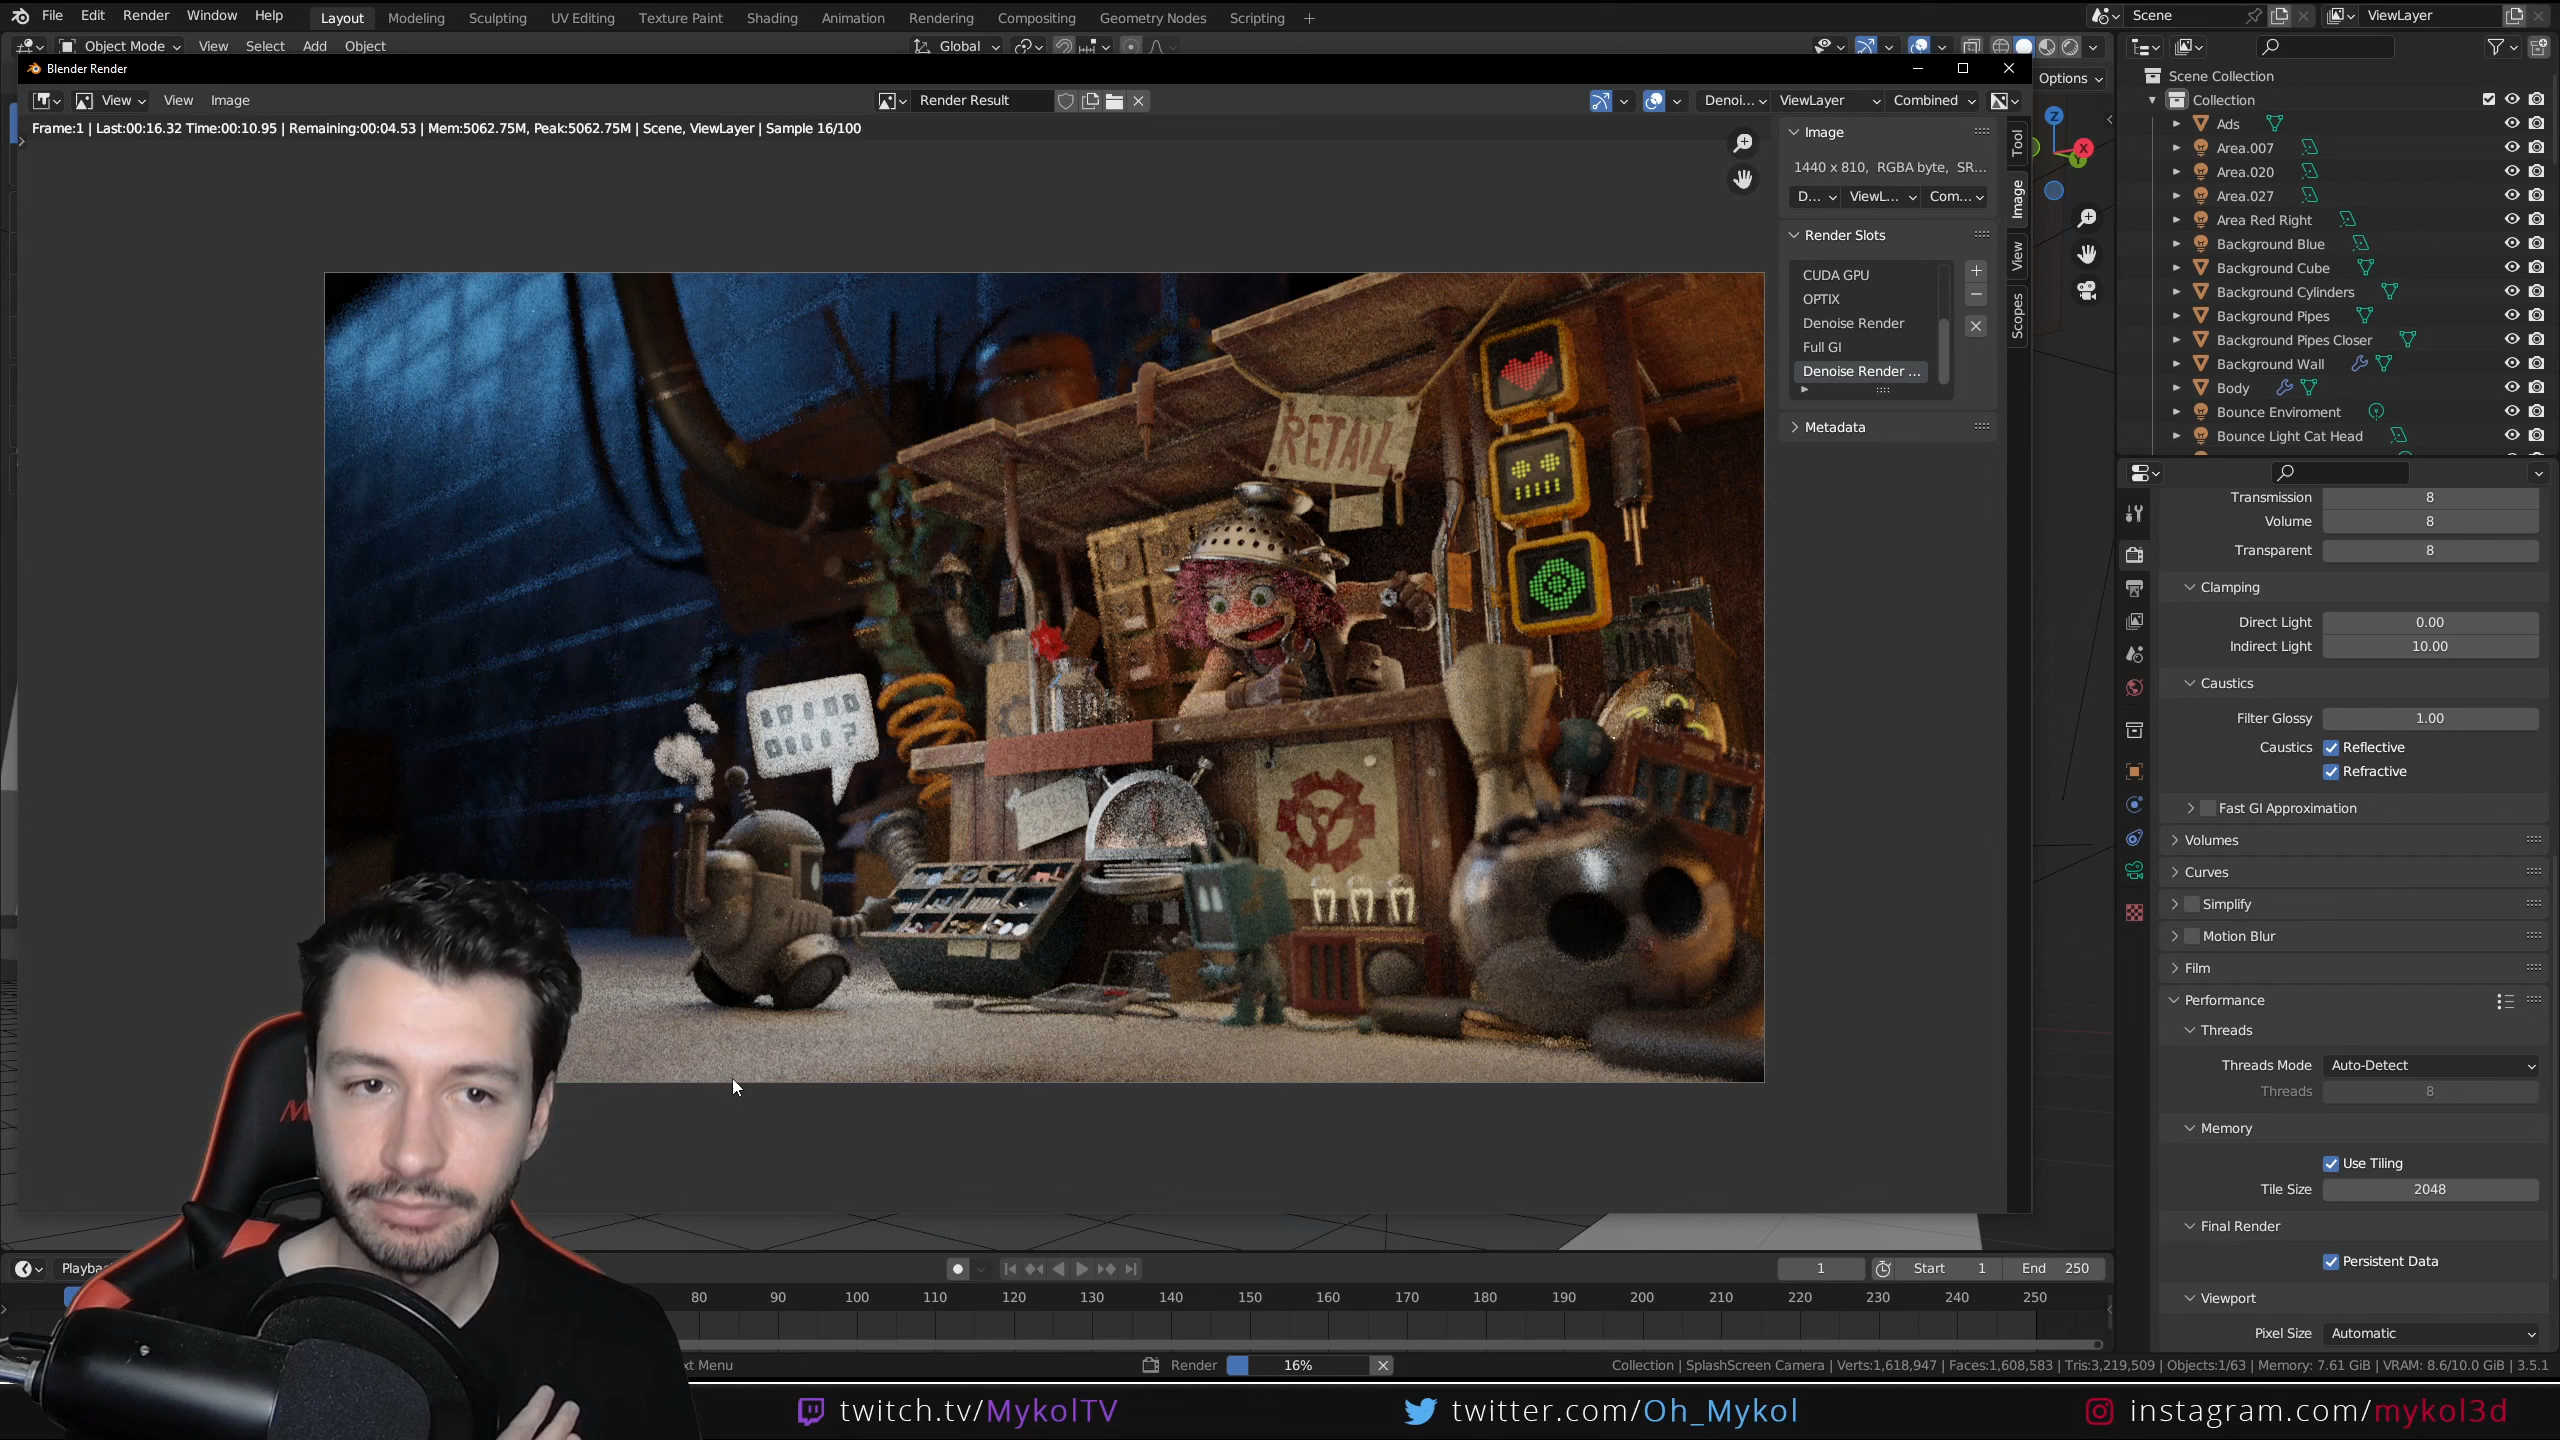 File Edit Render Window Help
Layout Modeling Sculpting UV Editing Texture Paint Shading Animation Rendering Compositing Geometry Nodes Scripting +
Scene
ViewLayer
Object Mode View Select Add Object
Global
Blender Render
Options
View View Image
Render Result
Denoi... ViewLayer Combined
Frame:1 | Last:00:16.32 Time:00:10.95 | Remaining:00:04.53 | Mem:5062.75M, Peak:5062.75M | Scene, ViewLayer | Sample 16/100
Image
1440 x 810, RGBA byte, SR...
D... ViewL... Com...
Render Slots
CUDA GPU
OPTIX
Denoise Render
Full GI
Denoise Render ...
Metadata
Tool
Image
View
Scopes
RETAIL
Z
X
Y
Scene Collection
Collection
Ads
Area.007
Area.020
Area.027
Area Red Right
Background Blue
Background Cube
Background Cylinders
Background Pipes
Background Pipes Closer
Background Wall
Body
Bounce Enviroment
Bounce Light Cat Head
Transmission 8
Volume 8
Transparent 8
Clamping
Direct Light 0.00
Indirect Light 10.00
Caustics
Filter Glossy 1.00
Caustics Reflective
Refractive
Fast GI Approximation
Volumes
Curves
Simplify
Motion Blur
Film
Performance
Threads
Threads Mode Auto-Detect
Threads 8
Memory
Use Tiling
Tile Size 2048
Final Render
Persistent Data
Viewport
Pixel Size Automatic
1 Start 1 End 250
80 90 100 110 120 130 140 150 160 170 180 190 200 210 220 230 240 250
Menu
Render 16%
Collection | SplashScreen Camera | Verts:1,618,947 | Faces:1,608,583 | Tris:3,219,509 | Objects:1/63 | Memory: 7.61 GiB | VRAM: 8.6/10.0 GiB | 3.5.1
twitch.tv/MykolTV
twitter.com/Oh_Mykol
instagram.com/mykol3d